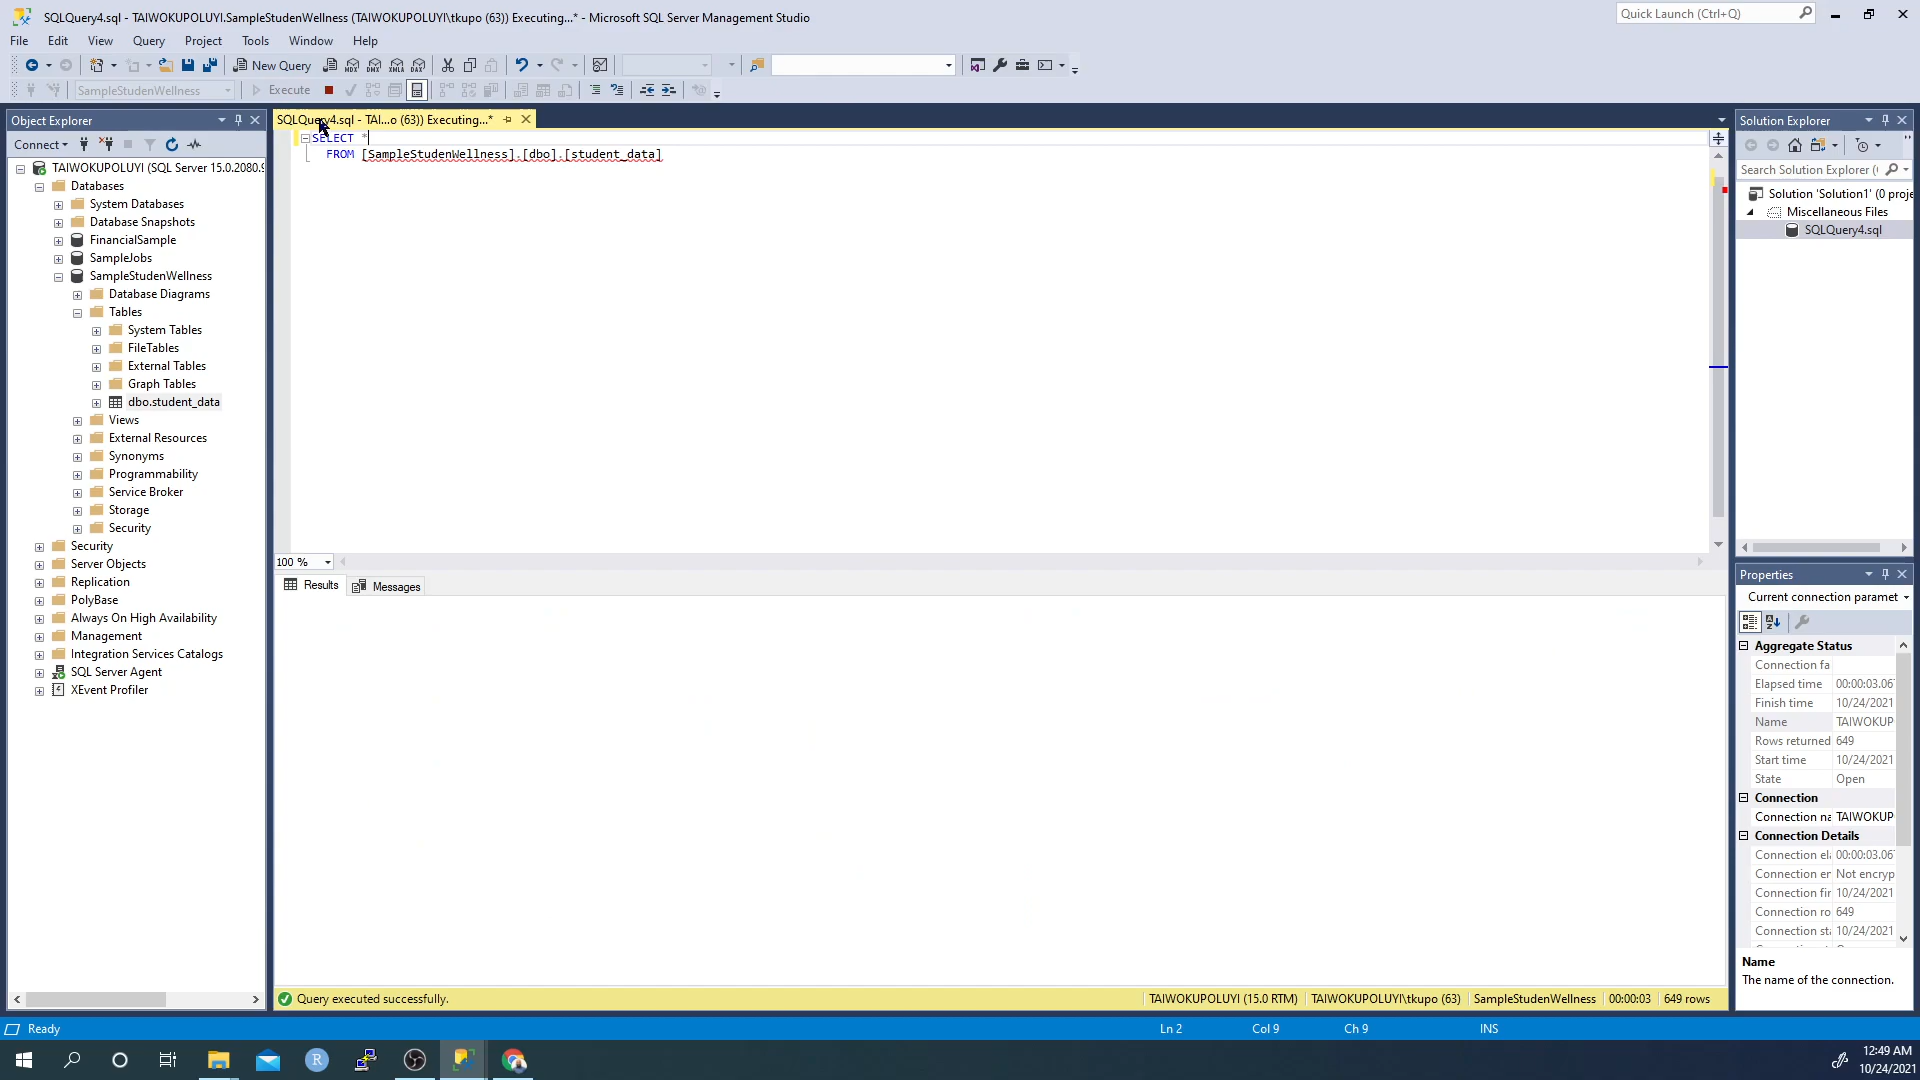 SQLQuery4.sql - TAIWOKUPOLUYI.SampleStudenWellness (TAIWOKUPOLUYI\tkupo (63)) Executing...* - Microsoft SQL Server Management Studio
Quick Launch (Ctrl+Q)
File Edit View Query Project Tools Window Help
New Query
MDX DMX XMLA DAX
SampleStudenWellness
Execute
Object Explorer
Connect
TAIWOKUPOLUYI (SQL Server 15.0.2080.9
Databases
System Databases
Database Snapshots
FinancialSample
SampleJobs
SampleStudenWellness
Database Diagrams
Tables
System Tables
FileTables
External Tables
Graph Tables
dbo.student_data
Views
External Resources
Synonyms
Programmability
Service Broker
Storage
Security
Security
Server Objects
Replication
PolyBase
Always On High Availability
Management
Integration Services Catalogs
SQL Server Agent
XEvent Profiler
SQLQuery4.sql - TAI...o (63)) Executing...*
SELECT *
FROM [SampleStudenWellness].[dbo].[student_data]
100 %
Results Messages
Query executed successfully.
TAIWOKUPOLUYI (15.0 RTM) TAIWOKUPOLUYI\tkupo (63) SampleStudenWellness 00:00:03 649 rows
Solution Explorer
Search Solution Explorer (
Solution 'Solution1' (0 proje
Miscellaneous Files
SQLQuery4.sql
Properties
Current connection paramet
Aggregate Status
Connection fa
Elapsed time 00:00:03.06
Finish time 10/24/2021
Name TAIWOKUP
Rows returned 649
Start time 10/24/2021
State Open
Connection
Connection na TAIWOKUP
Connection Details
Connection el 00:00:03.06
Connection er Not encryp
Connection fir 10/24/2021
Connection ro 649
Connection sta 10/24/2021
Name
The name of the connection.
Ready Ln 2 Col 9 Ch 9 INS
R
12:49 AM
10/24/2021